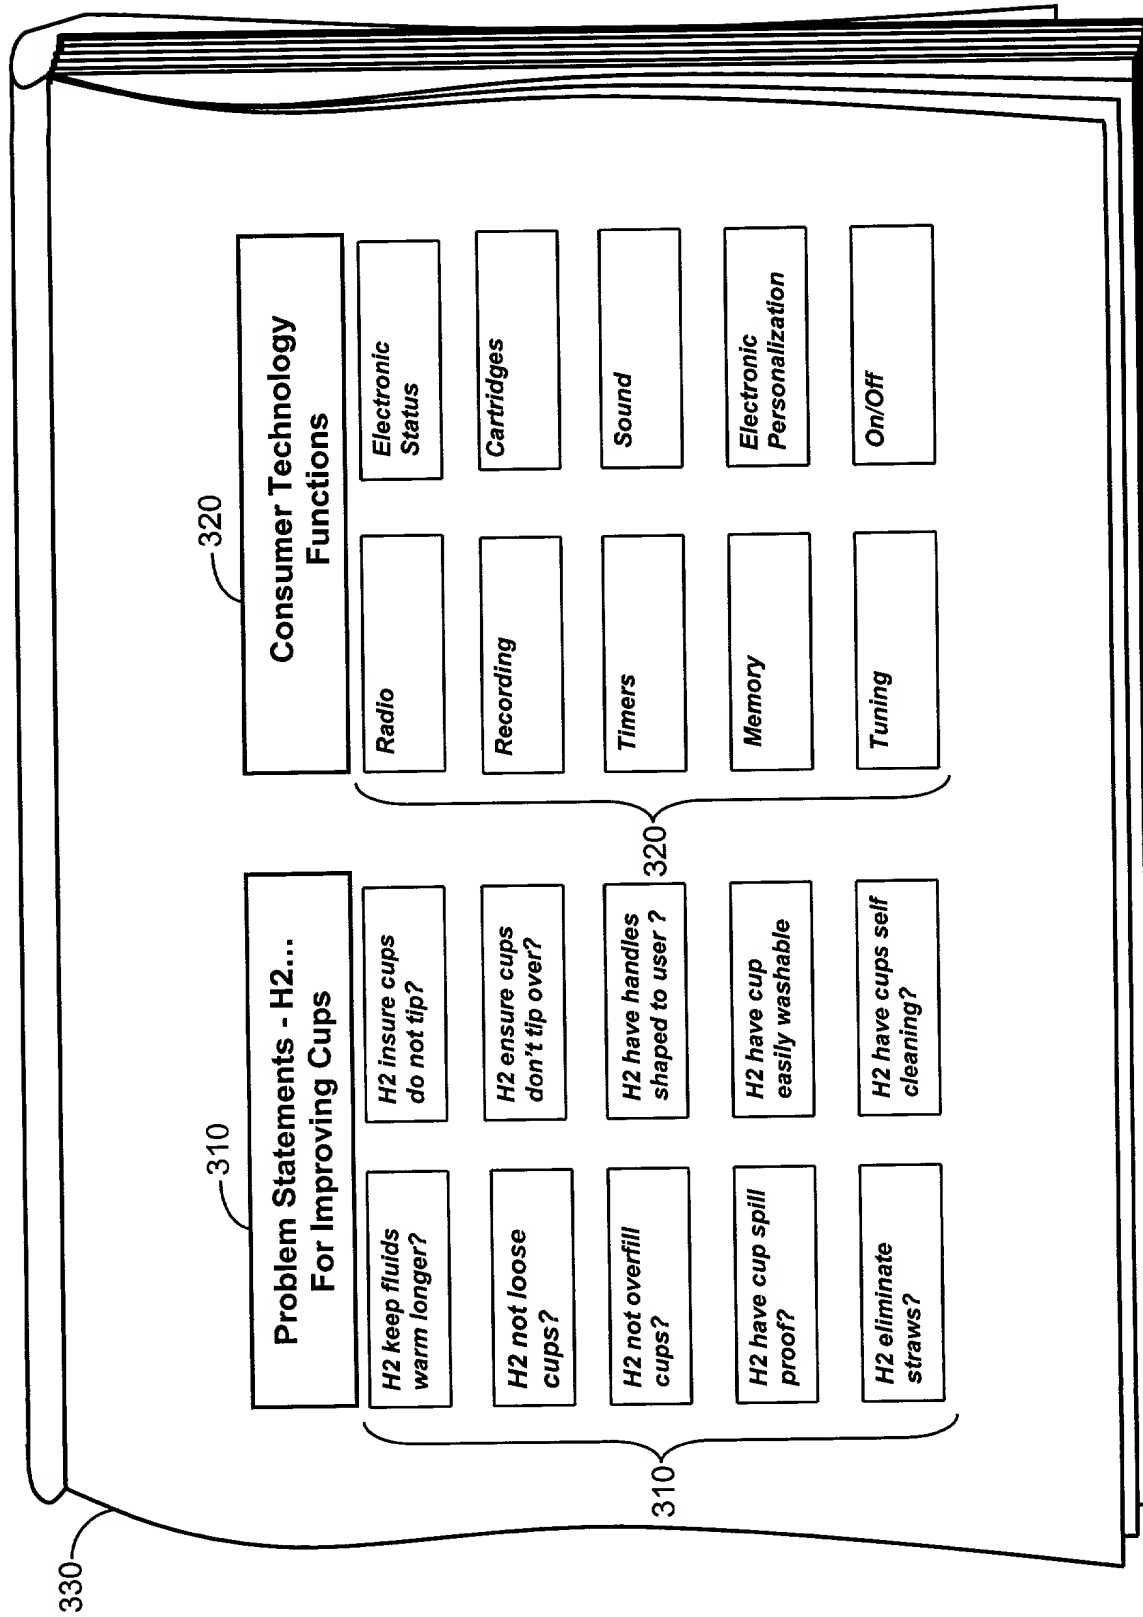 330
310
Problem Statements - H2...
For Improving Cups
310
H2 keep fluids
warm longer?
H2 insure cups
do not tip?
H2 not loose
cups?
H2 ensure cups
don't tip over?
H2 not overfill
cups?
H2 have handles
shaped to user ?
H2 have cup spill
proof?
H2 have cup
easily washable
H2 eliminate
straws?
H2 have cups self
cleaning?
320
Consumer Technology
Functions
320
Radio
Electronic
Status
Recording
Cartridges
Timers
Sound
Memory
Electronic
Personalization
Tuning
On/Off